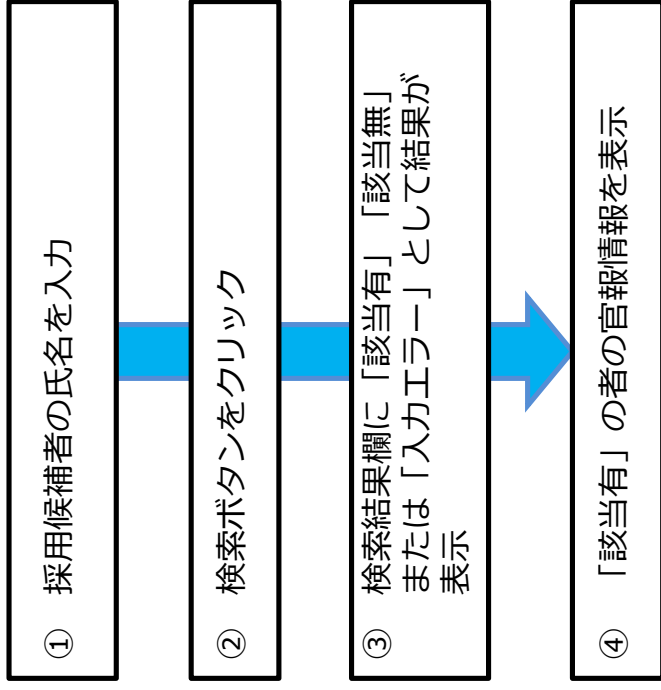 ① 採用候補者の氏名を入力
② 検索ボタンをクリック
③ 検索結果欄に「該当有」「該当無」
または「入力エラー」として結果が
表示
④ 「該当有」の者の官報情報を表示